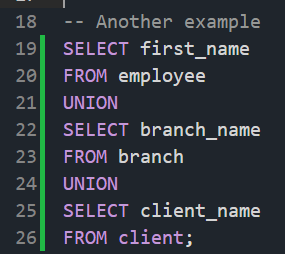 18 -- Another example
19 SELECT first_name
20 FROM employee
21 UNION
22 SELECT branch_name
23 FROM branch
24 UNION
25 SELECT client_name
26 FROM client;